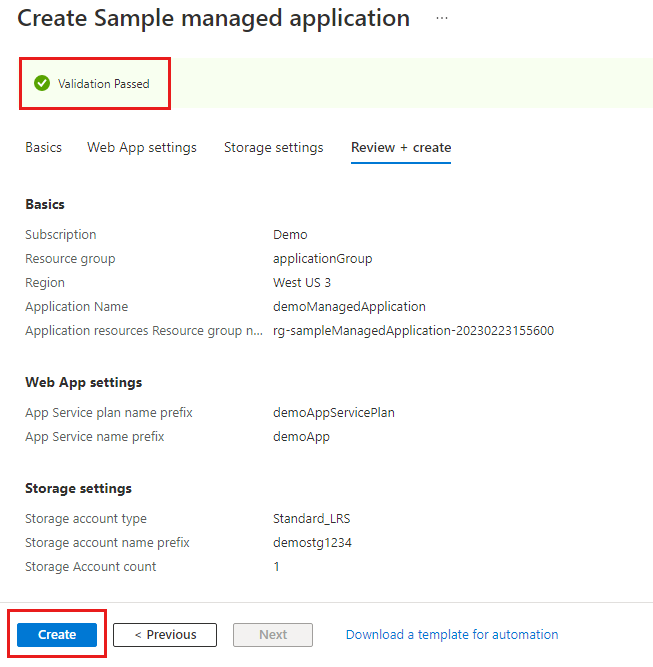 Create Sample managed application ...
Validation Passed
Basics Web App settings Storage settings Review + create
Basics
Subscription Demo
Resource group applicationGroup
Region West US 3
Application Name demoManagedApplication
Application resources Resource group n... rg-sampleManagedApplication-20230223155600
Web App settings
App Service plan name prefix demoAppServicePlan
App Service name prefix demoApp
Storage settings
Storage account type Standard_LRS
Storage account name prefix demostg1234
Storage Account count 1
Create < Previous Next Download a template for automation